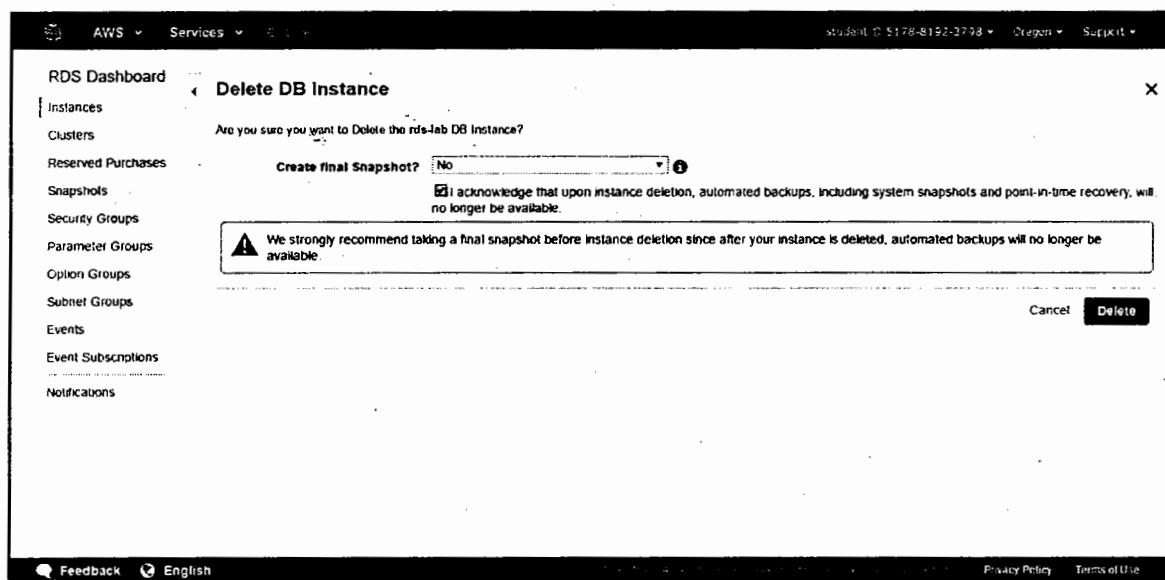 AWS Services student @ 5178-8192-3798 Oregon Support
RDS Dashboard
Instances
Clusters
Reserved Purchases
Snapshots
Security Groups
Parameter Groups
Option Groups
Subnet Groups
Events
Event Subscriptions
Notifications
Delete DB Instance
Are you sure you want to Delete the rds-lab DB Instance?
Create final Snapshot? No
I acknowledge that upon instance deletion, automated backups, including system snapshots and point-in-time recovery, will
no longer be available.
We strongly recommend taking a final snapshot before instance deletion since after your instance is deleted, automated backups will no longer be
available.
Cancel Delete
Feedback English Privacy Policy Terms of Use